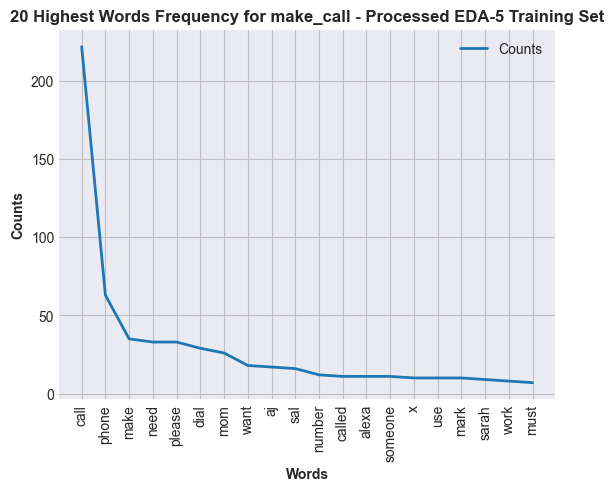 20 Highest Words Frequency for make_call - Processed EDA-5 Training Set
Counts
200
150
100
50
0
Counts
call
phone
make
need
please
dial
mom
want
aj
sal
number
called
alexa
someone
x
use
mark
sarah
work
must
Words